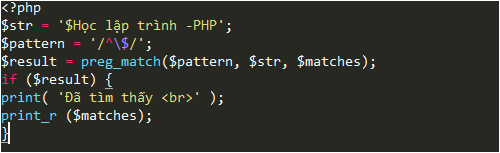 <?php
$str = '$Học lập trình -PHP';
$pattern = '/^\$/';
$result = preg_match($pattern, $str, $matches);
if ($result) {
print( 'Đã tìm thấy <br>' );
print_r ($matches);
}